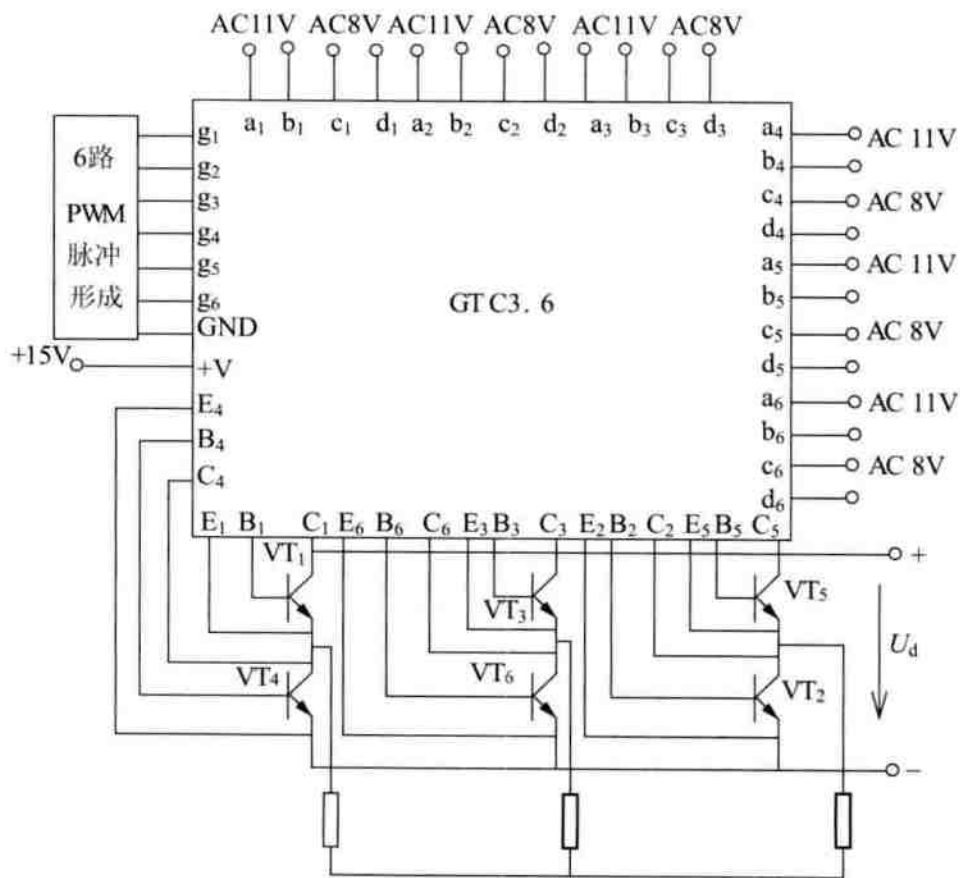 AC11V AC8V AC11V AC8V AC11V AC8V
a₁ b₁ c₁ d₁ a₂ b₂ c₂ d₂ a₃ b₃ c₃ d₃
6路
PWM
脉冲
形成
g₁
g₂
g₃
g₄
g₅
g₆
GND
+15V
+V
E₄
B₄
C₄
GTC3.6
a₄ AC 11V
b₄
c₄ AC 8V
d₄
a₅ AC 11V
b₅
c₅ AC 8V
d₅
a₆ AC 11V
b₆
c₆ AC 8V
d₆
E₁ B₁ C₁ E₆ B₆ C₆ E₃ B₃ C₃ E₂ B₂ C₂ E₅ B₅ C₅
+
VT₁ VT₃ VT₅
U_d
VT₄ VT₆ VT₂
−